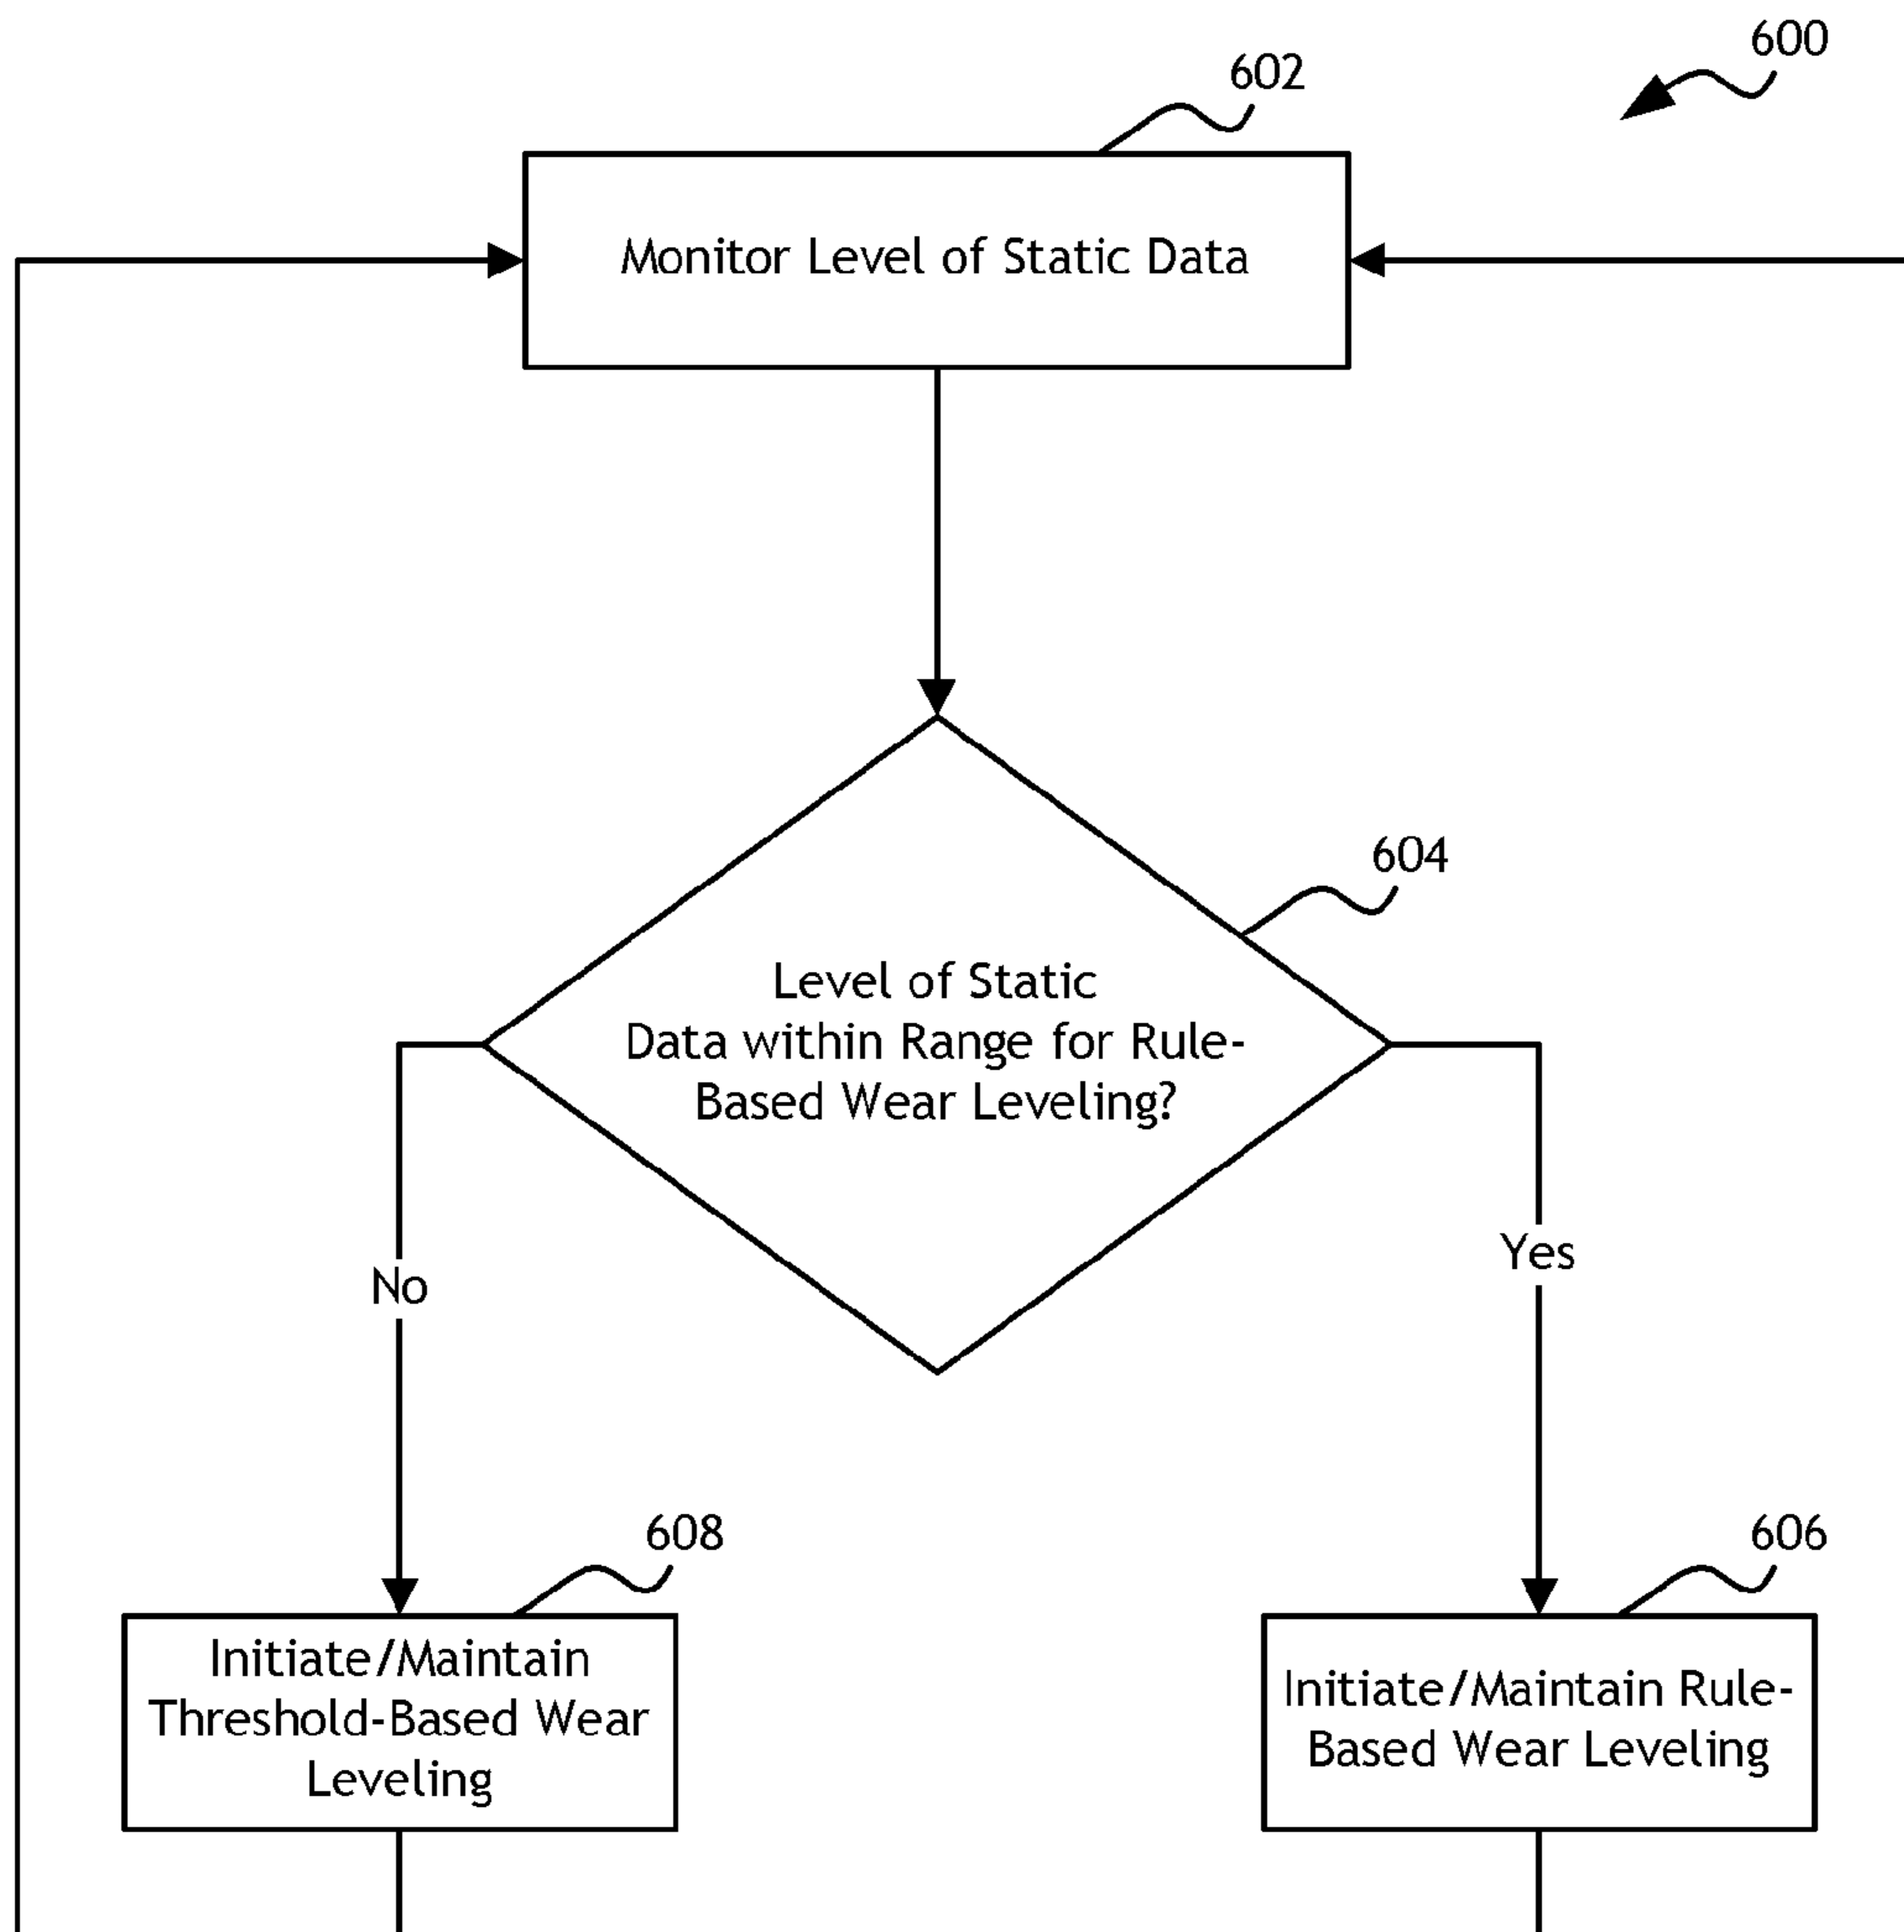 600
602
Monitor Level of Static Data
604
Level of Static
Data within Range for Rule-
Based Wear Leveling?
No
Yes
608
606
Initiate/Maintain
Threshold-Based Wear
Leveling
Initiate/Maintain Rule-
Based Wear Leveling